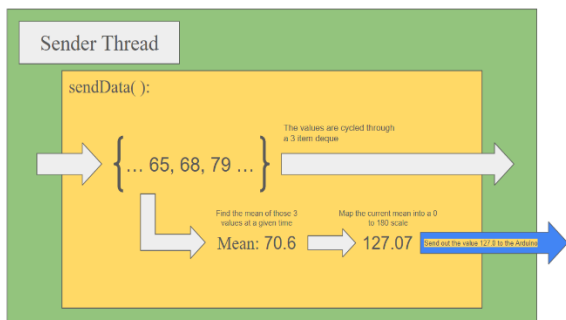 Sender Thread
sendData( ):
The values are cycled through
a 3 item deque
{... 65, 68, 79 ...}
Find the mean of those 3
values at a given time
Map the current mean into a 0
to 180 scale
Mean: 70.6
127.07
Send out the value 127.0 to the Arduino